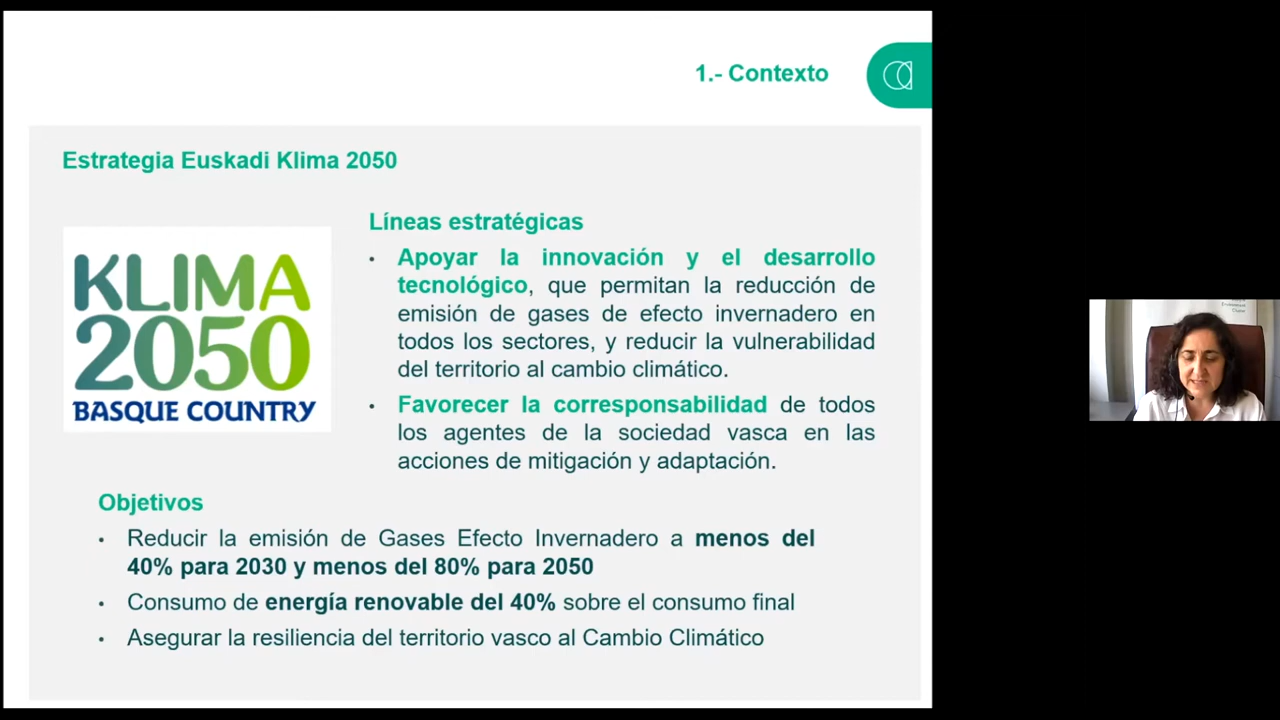 1.- Contexto
Estrategia Euskadi Klima 2050
KLIMA
2050
BASQUE COUNTRY
Líneas estratégicas
• Apoyar la innovación y el desarrollo
tecnológico, que permitan la reducción de
emisión de gases de efecto invernadero en
todos los sectores, y reducir la vulnerabilidad
del territorio al cambio climático.
• Favorecer la corresponsabilidad de todos
los agentes de la sociedad vasca en las
acciones de mitigación y adaptación.
Objetivos
• Reducir la emisión de Gases Efecto Invernadero a menos del
40% para 2030 y menos del 80% para 2050
• Consumo de energía renovable del 40% sobre el consumo final
• Asegurar la resiliencia del territorio vasco al Cambio Climático